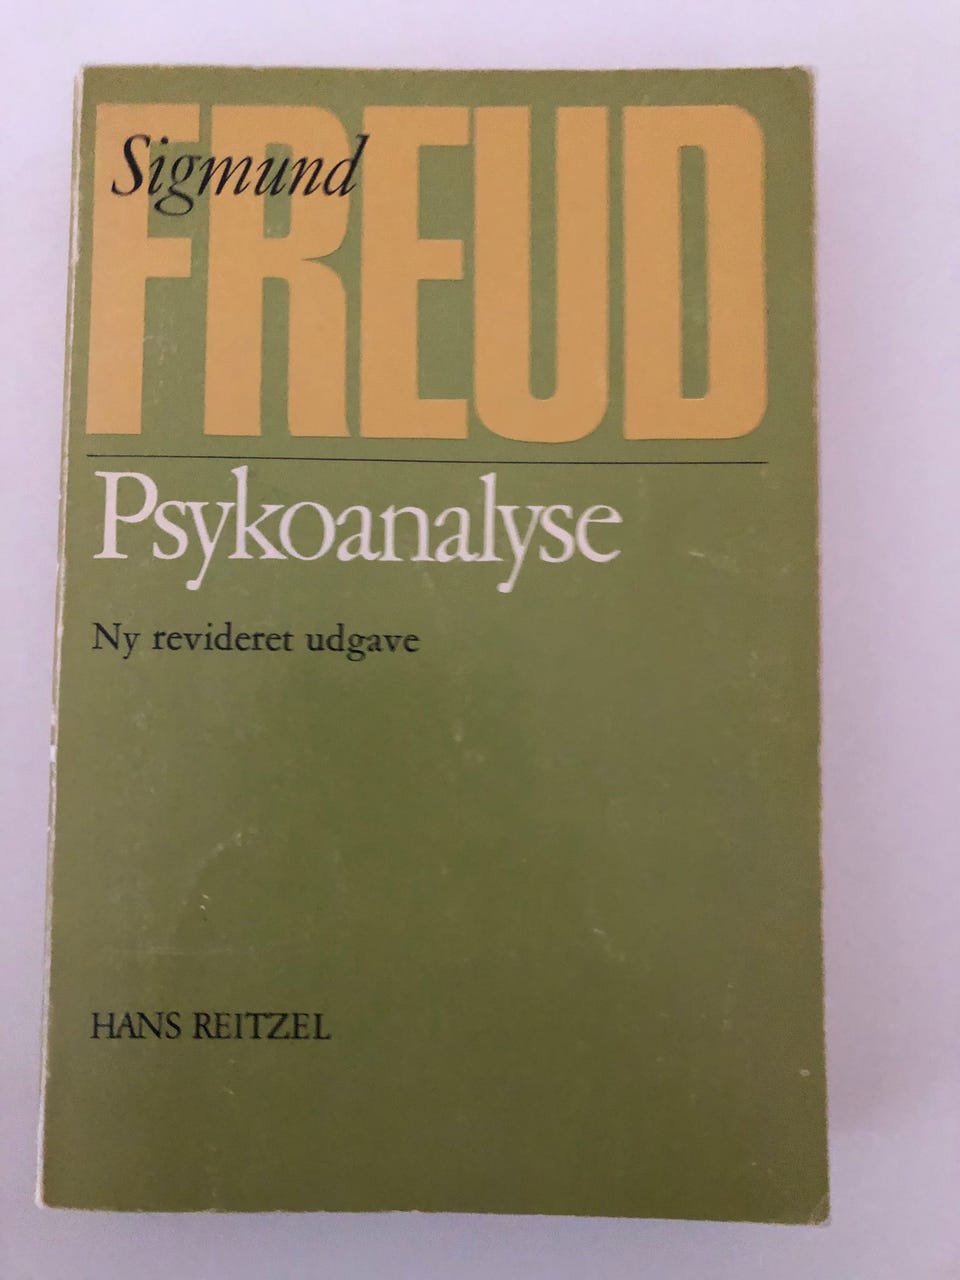 Sigmund
FREUD
Psykoanalyse
Ny revideret udgave
HANS REITZEL